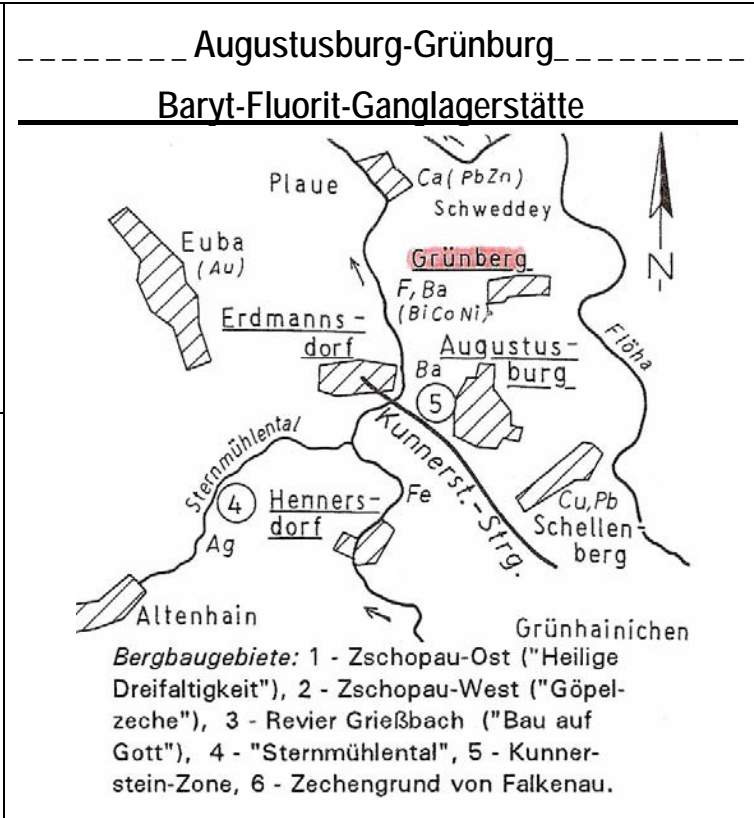 Augustusburg-Grünburg
Baryt-Fluorit-Ganglagerstätte
Plaue
Ca(PbZn)
Schweddey
Euba
(Au)
Grünberg
F, Ba
(BiCoNi)
N
Erdmanns-
dorf
Augustus-
burg
Ba
5
Flöha
Kunnerst.-Strg.
Sternmühlental
4
Henners-
dorf
Fe
Ag
Cu,Pb
Schellen-
berg
Altenhain
Grünhainichen
Bergbaugebiete: 1 - Zschopau-Ost ("Heilige
Dreifaltigkeit"), 2 - Zschopau-West ("Göpel-
zeche"), 3 - Revier Grießbach ("Bau auf
Gott"), 4 - "Sternmühlental", 5 - Kunner-
stein-Zone, 6 - Zechengrund von Falkenau.